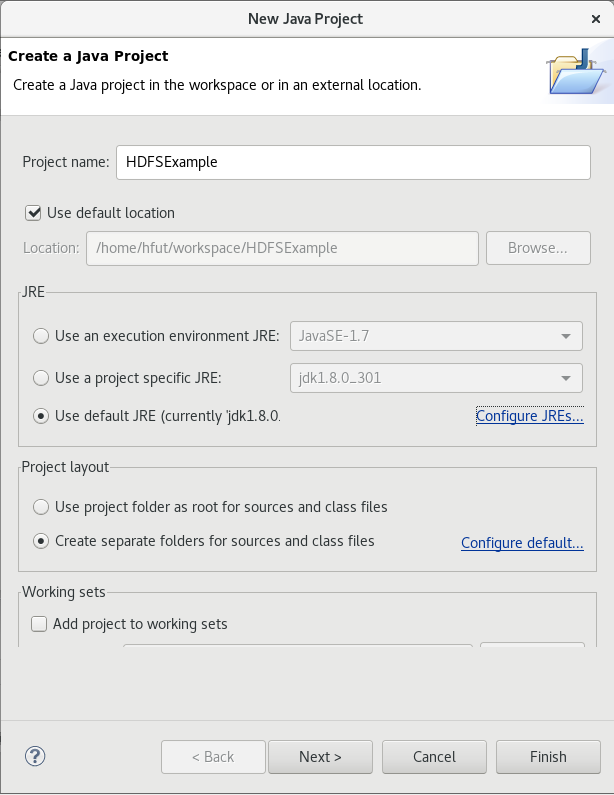 New Java Project
Create a Java Project
Create a Java project in the workspace or in an external location.
Project name: HDFSExample
Use default location
Location: /home/hfut/workspace/HDFSExample Browse...
JRE
Use an execution environment JRE: JavaSE-1.7
Use a project specific JRE: jdk1.8.0_301
Use default JRE (currently 'jdk1.8.0. Configure JREs...
Project layout
Use project folder as root for sources and class files
Create separate folders for sources and class files Configure default...
Working sets
Add project to working sets
< Back Next > Cancel Finish